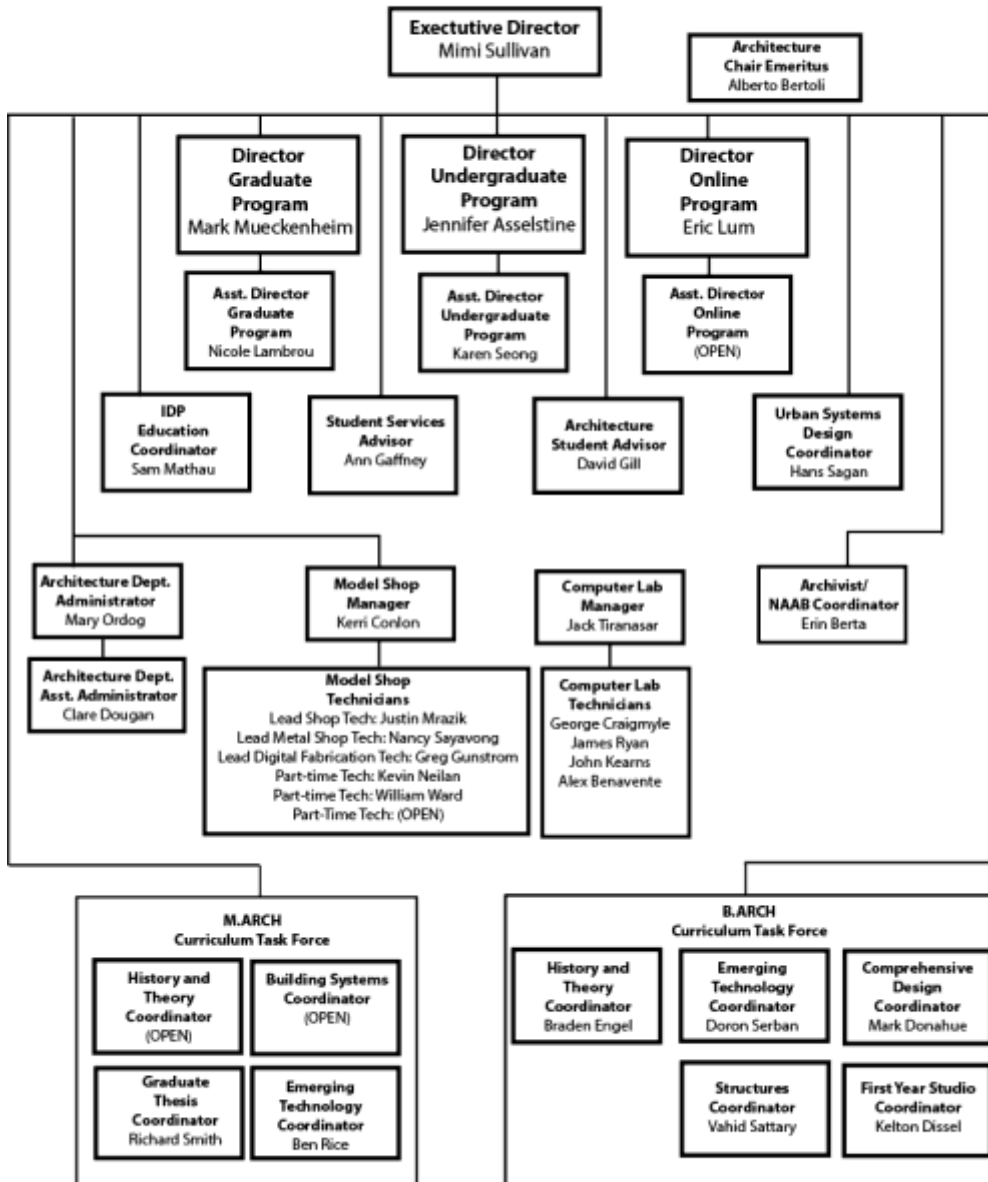 Exectutive Director
Mimi Sullivan
Architecture
Chair Emeritus
Alberto Bertoli
Director
Graduate
Program
Mark Mueckenheim
Director
Undergraduate
Program
Jennifer Asselstine
Director
Online
Program
Eric Lum
Asst. Director
Graduate
Program
Nicole Lambrou
Asst. Director
Undergraduate
Program
Karen Seong
Asst. Director
Online
Program
(OPEN)
IDP
Education
Coordinator
Sam Mathau
Student Services
Advisor
Ann Gaffney
Architecture
Student Advisor
David Gill
Urban Systems
Design
Coordinator
Hans Sagan
Architecture Dept.
Administrator
Mary Ordog
Model Shop
Manager
Kerri Conlon
Computer Lab
Manager
Jack Tiranasar
Archivist/
NAAB Coordinator
Erin Berta
Architecture Dept.
Asst. Administrator
Clare Dougan
Model Shop
Technicians
Lead Shop Tech: Justin Mrazik
Lead Metal Shop Tech: Nancy Sayavong
Lead Digital Fabrication Tech: Greg Gunstrom
Part-time Tech: Kevin Neilan
Part-time Tech: William Ward
Part-Time Tech: (OPEN)
Computer Lab
Technicians
George Craigmyle
James Ryan
John Kearns
Alex Benavente
M.ARCH
Curriculum Task Force
History and
Theory
Coordinator
(OPEN)
Building Systems
Coordinator
(OPEN)
Graduate
Thesis
Coordinator
Richard Smith
Emerging
Technology
Coordinator
Ben Rice
B.ARCH
Curriculum Task Force
History and
Theory
Coordinator
Braden Engel
Emerging
Technology
Coordinator
Doron Serban
Comprehensive
Design
Coordinator
Mark Donahue
Structures
Coordinator
Vahid Sattary
First Year Studio
Coordinator
Kelton Dissel